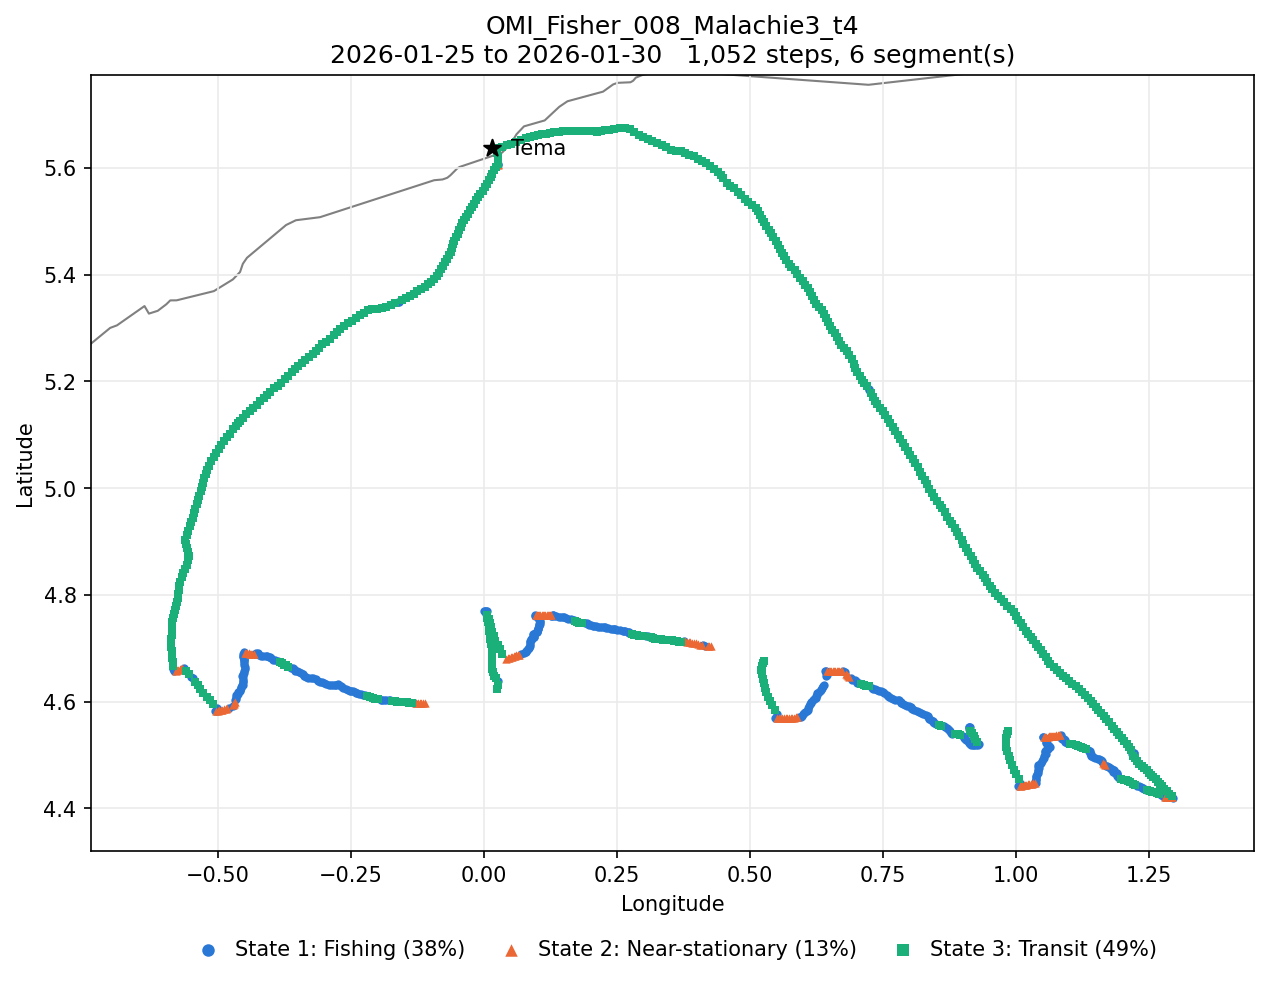 OMI_Fisher_008_Malachie3_t4
2026-01-25 to 2026-01-30   1,052 steps, 6 segment(s)
Tema
5.6
5.4
5.2
5.0
4.8
4.6
4.4
Latitude
−0.50
−0.25
0.00
0.25
0.50
0.75
1.00
1.25
Longitude
State 1: Fishing (38%)
State 2: Near-stationary (13%)
State 3: Transit (49%)